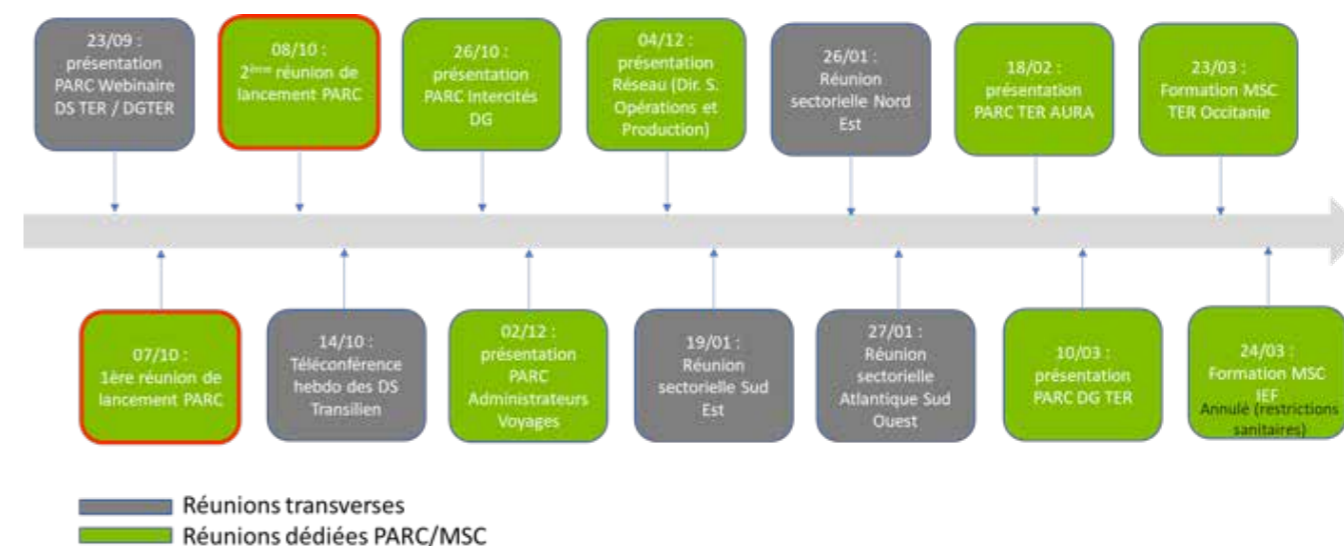 23/09 :
présentation
PARC Webinaire
DS TER / DGTER
08/10 :
2ème réunion de
lancement PARC
26/10 :
présentation
PARC Intercités
DG
04/12 :
présentation
Réseau (Dir. S.
Opérations et
Production)
26/01 :
Réunion
sectorielle Nord
Est
18/02 :
présentation
PARC TER AURA
23/03 :
Formation MSC
TER Occitanie
07/10 :
1ère réunion de
lancement PARC
14/10 :
Téléconférence
hebdo des DS
Transilien
02/12 :
présentation
PARC
Administrateurs
Voyages
19/01 :
Réunion
sectorielle Sud
Est
27/01 :
Réunion
sectorielle
Atlantique Sud
Ouest
10/03 :
présentation
PARC DG TER
24/03 :
Formation MSC
IEF
Annulé (restrictions
sanitaires)
Réunions transverses
Réunions dédiées PARC/MSC